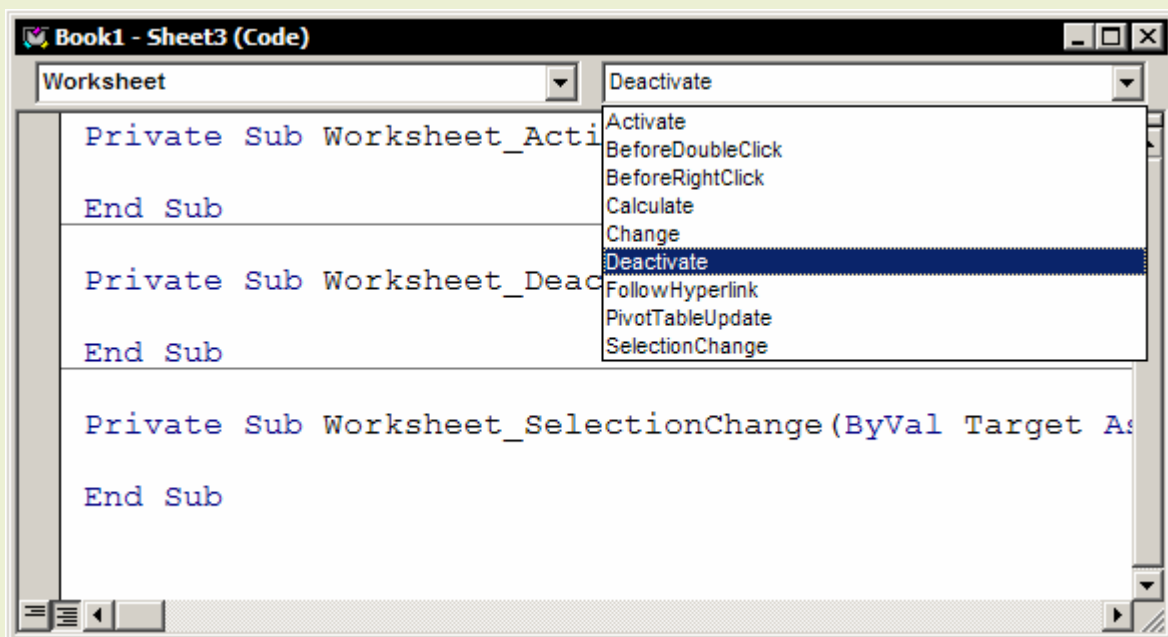 Book1 - Sheet3 (Code)
Worksheet
Deactivate
Activate
BeforeDoubleClick
BeforeRightClick
Calculate
Change
Deactivate
FollowHyperlink
PivotTableUpdate
SelectionChange
Private Sub Worksheet_Acti
End Sub
Private Sub Worksheet_Deac
End Sub
Private Sub Worksheet_SelectionChange(ByVal Target As
End Sub